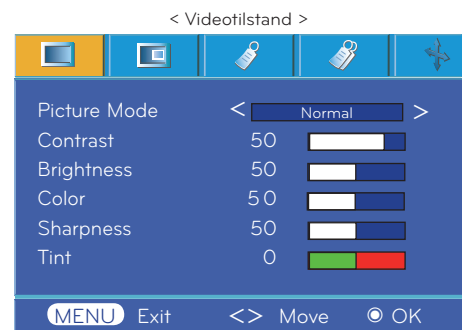 < Videotilstand >
Picture Mode < Normal >
Contrast 50
Brightness 50
Color 50
Sharpness 50
Tint 0
MENU Exit <> Move ◉ OK